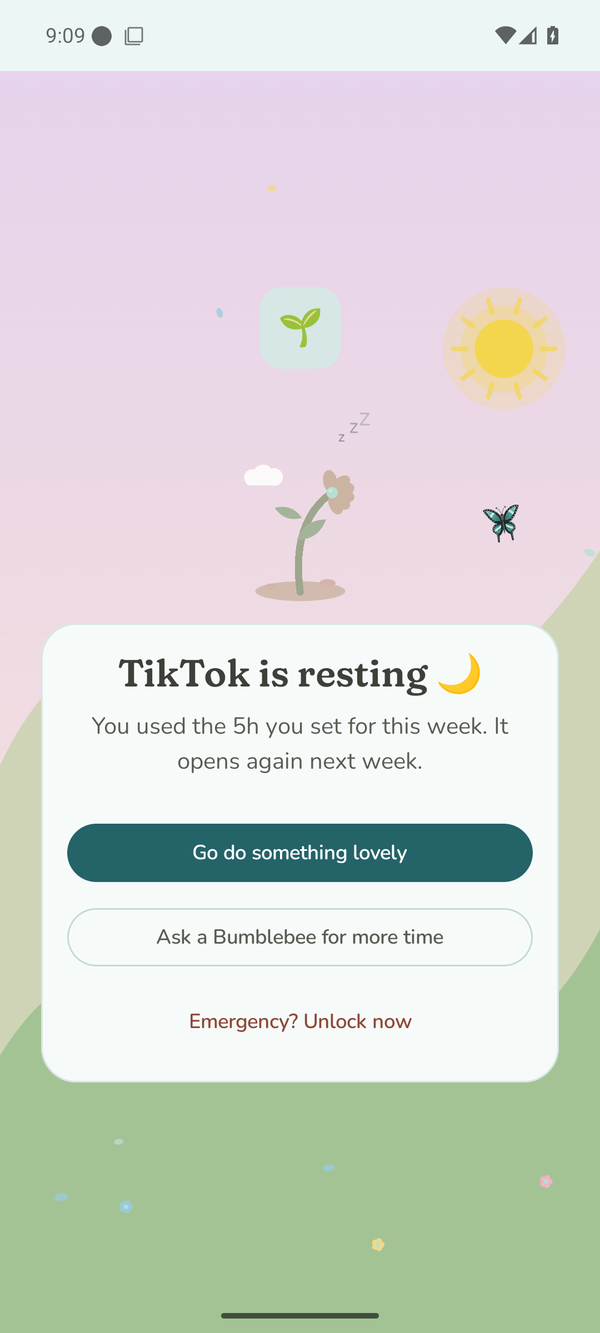 9:09
z z Z
TikTok is resting 🌙
You used the 5h you set for this week. It
opens again next week.
Go do something lovely
Ask a Bumblebee for more time
Emergency? Unlock now